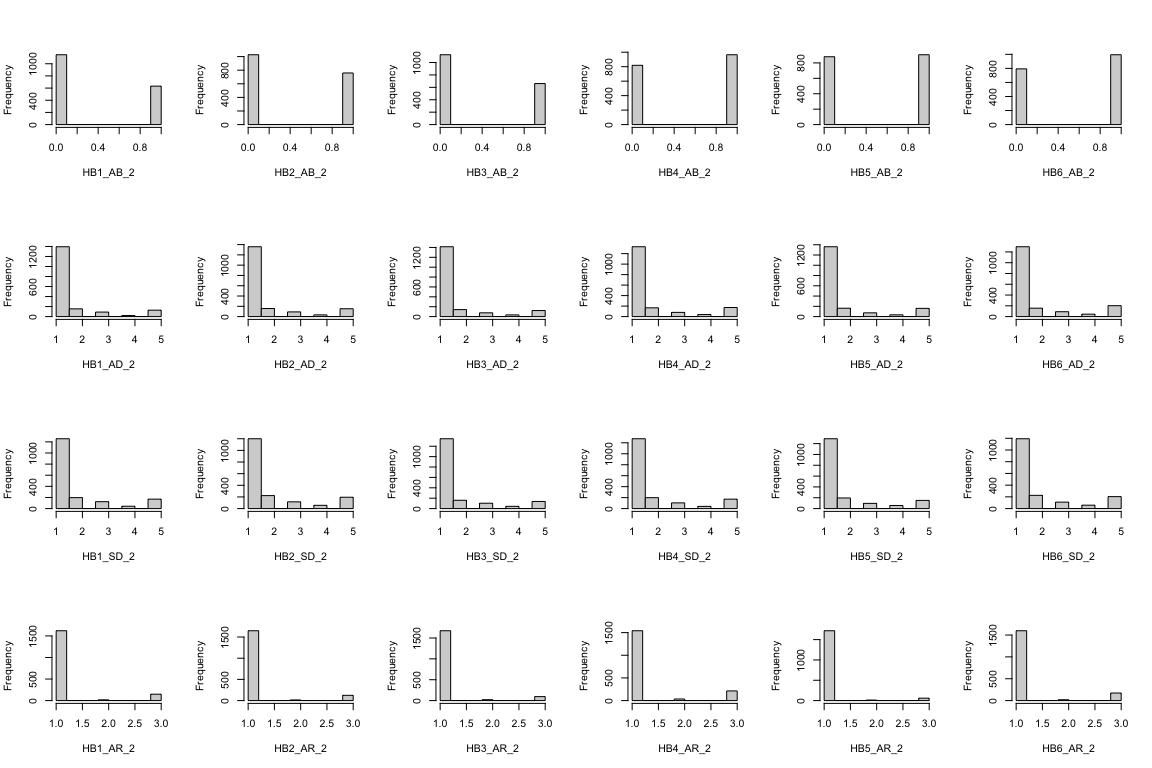 Frequency Frequency Frequency Frequency Frequency Frequency
0 400 1000 0 400 800 0 400 1000 0 400 800 0 400 800 0 400 800
0.0 0.4 0.8 0.0 0.4 0.8 0.0 0.4 0.8 0.0 0.4 0.8 0.0 0.4 0.8 0.0 0.4 0.8
HB1_AB_2 HB2_AB_2 HB3_AB_2 HB4_AB_2 HB5_AB_2 HB6_AB_2
Frequency Frequency Frequency Frequency Frequency Frequency
0 600 1200 0 600 1200 0 600 1200 0 400 1000 0 600 1200 0 400 1000
1 2 3 4 5 1 2 3 4 5 1 2 3 4 5 1 2 3 4 5 1 2 3 4 5 1 2 3 4 5
HB1_AD_2 HB2_AD_2 HB3_AD_2 HB4_AD_2 HB5_AD_2 HB6_AD_2
Frequency Frequency Frequency Frequency Frequency Frequency
0 400 1000 0 400 1000 0 400 1000 0 400 1000 0 400 1000 0 400 1000
1 2 3 4 5 1 2 3 4 5 1 2 3 4 5 1 2 3 4 5 1 2 3 4 5 1 2 3 4 5
HB1_SD_2 HB2_SD_2 HB3_SD_2 HB4_SD_2 HB5_SD_2 HB6_SD_2
Frequency Frequency Frequency Frequency Frequency Frequency
0 500 1500 0 500 1500 0 500 1500 0 500 1500 0 1000 0 500 1500
1.0 1.5 2.0 2.5 3.0 1.0 1.5 2.0 2.5 3.0 1.0 1.5 2.0 2.5 3.0 1.0 1.5 2.0 2.5 3.0 1.0 1.5 2.0 2.5 3.0 1.0 1.5 2.0 2.5 3.0
HB1_AR_2 HB2_AR_2 HB3_AR_2 HB4_AR_2 HB5_AR_2 HB6_AR_2